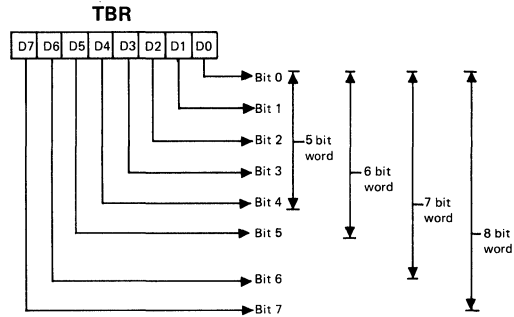 TBR
D7 D6 D5 D4 D3 D2 D1 D0
Bit 0
Bit 1
Bit 2
Bit 3
Bit 4
Bit 5
Bit 6
Bit 7
5 bit
word
6 bit
word
7 bit
word
8 bit
word